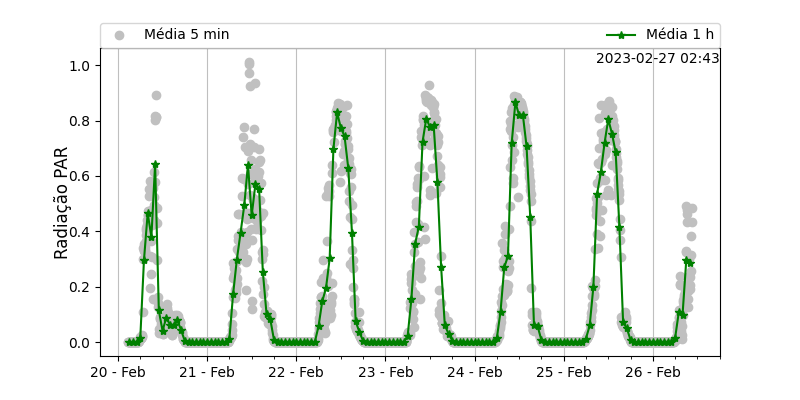 Média 5 min
Média 1 h
2023-02-27 02:43
Radiação PAR
1.0
0.8
0.6
0.4
0.2
0.0
20 - Feb
21 - Feb
22 - Feb
23 - Feb
24 - Feb
25 - Feb
26 - Feb